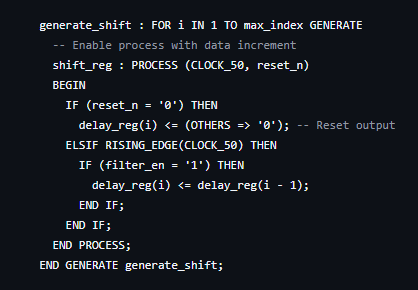 generate_shift : FOR i IN 1 TO max_index GENERATE
-- Enable process with data increment
shift_reg : PROCESS (CLOCK_50, reset_n)
BEGIN
IF (reset_n = '0') THEN
delay_reg(i) <= (OTHERS => '0'); -- Reset output
ELSIF RISING_EDGE(CLOCK_50) THEN
IF (filter_en = '1') THEN
delay_reg(i) <= delay_reg(i - 1);
END IF;
END IF;
END PROCESS;
END GENERATE generate_shift;